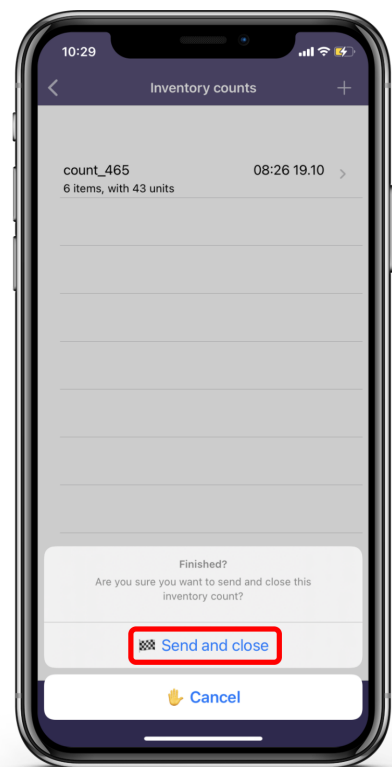 10:29
Inventory counts
count_465 08:26 19.10
6 items, with 43 units
Finished?
Are you sure you want to send and close this
inventory count?
Send and close
Cancel